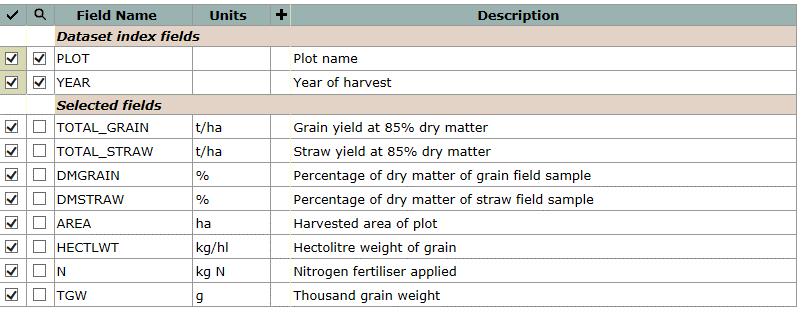 Field Name Units + Description
Dataset index fields
PLOT Plot name
YEAR Year of harvest
Selected fields
TOTAL_GRAIN t/ha Grain yield at 85% dry matter
TOTAL_STRAW t/ha Straw yield at 85% dry matter
DMGRAIN % Percentage of dry matter of grain field sample
DMSTRAW % Percentage of dry matter of straw field sample
AREA ha Harvested area of plot
HECTLWT kg/hl Hectolitre weight of grain
N kg N Nitrogen fertiliser applied
TGW g Thousand grain weight